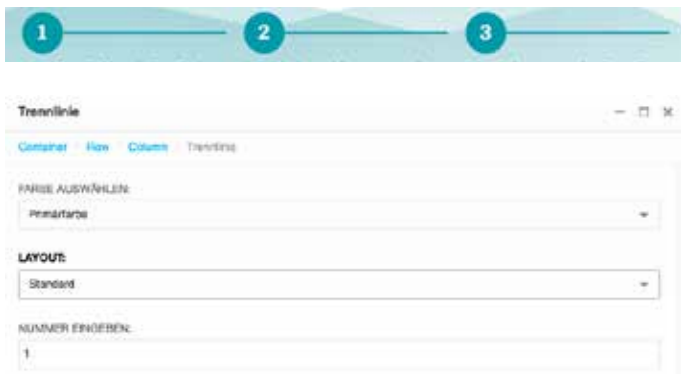 1 2 3
Trennlinie
Container Row Column Trennlinie
FARBE AUSWÄHLEN:
Primärfarbe
LAYOUT:
Standard
NUMMER EINGEBEN:
1